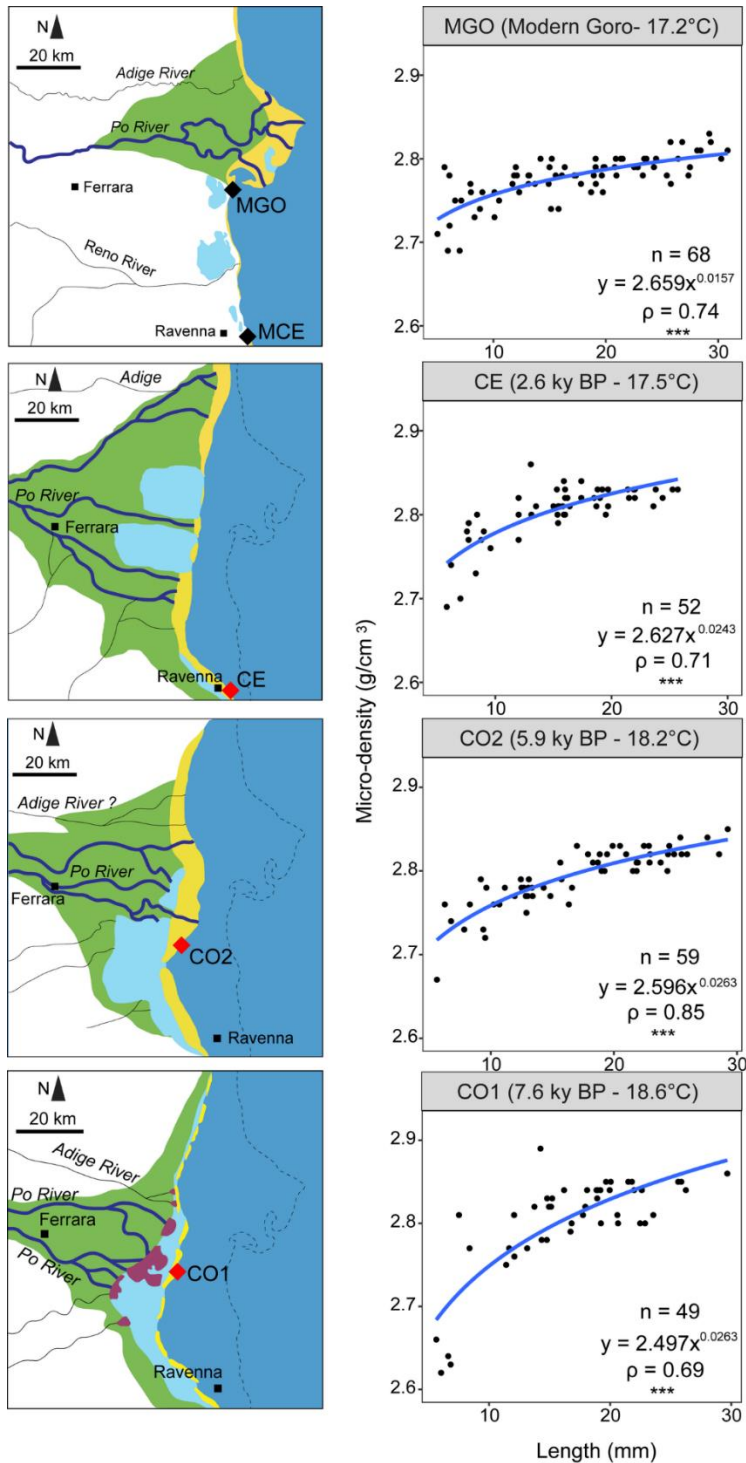 N
20 km
Adige River
Po River
Ferrara
MGO
Reno River
Ravenna
MCE
MGO (Modern Goro- 17.2°C)
2.9
2.8
2.7
2.6
n = 68
y = 2.659x^0.0157
ρ = 0.74
***
10 20 30
N
20 km
Adige
Po River
Ferrara
Ravenna
CE
CE (2.6 ky BP - 17.5°C)
2.9
2.8
2.7
2.6
n = 52
y = 2.627x^0.0243
ρ = 0.71
***
10 20 30
Micro-density (g/cm³)
N
20 km
Adige River ?
Po River
Ferrara
CO2
Ravenna
CO2 (5.9 ky BP - 18.2°C)
2.9
2.8
2.7
2.6
n = 59
y = 2.596x^0.0263
ρ = 0.85
***
10 20 30
N
20 km
Adige River
Po River
Ferrara
Po River
CO1
Ravenna
CO1 (7.6 ky BP - 18.6°C)
2.9
2.8
2.7
2.6
n = 49
y = 2.497x^0.0263
ρ = 0.69
***
10 20 30
Length (mm)